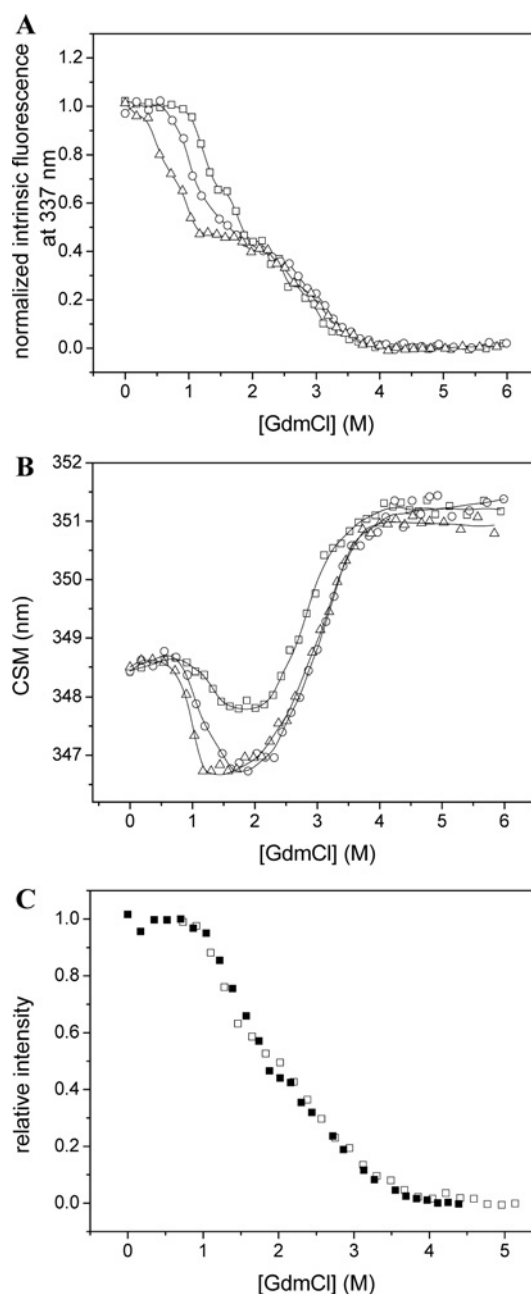 A
normalized intrinsic fluorescence
at 337 nm
1.2
1.0
0.8
0.6
0.4
0.2
0.0
0 1 2 3 4 5 6
[GdmCl] (M)
B
CSM (nm)
352
351
350
349
348
347
0 1 2 3 4 5 6
[GdmCl] (M)
C
relative intensity
1.0
0.8
0.6
0.4
0.2
0.0
0 1 2 3 4 5
[GdmCl] (M)